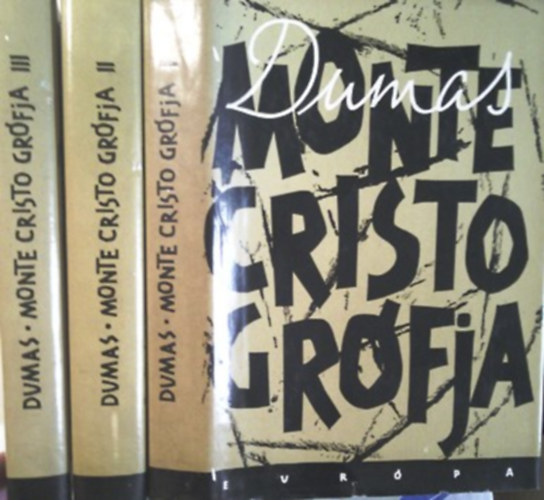 DUMAS • MONTE CRISTO GRÓFJA III
DUMAS • MONTE CRISTO GRÓFJA II
DUMAS • MONTE CRISTO GRÓFJA I
Dumas
MONTE
CRISTO
GRÓFJA
EURÓPA